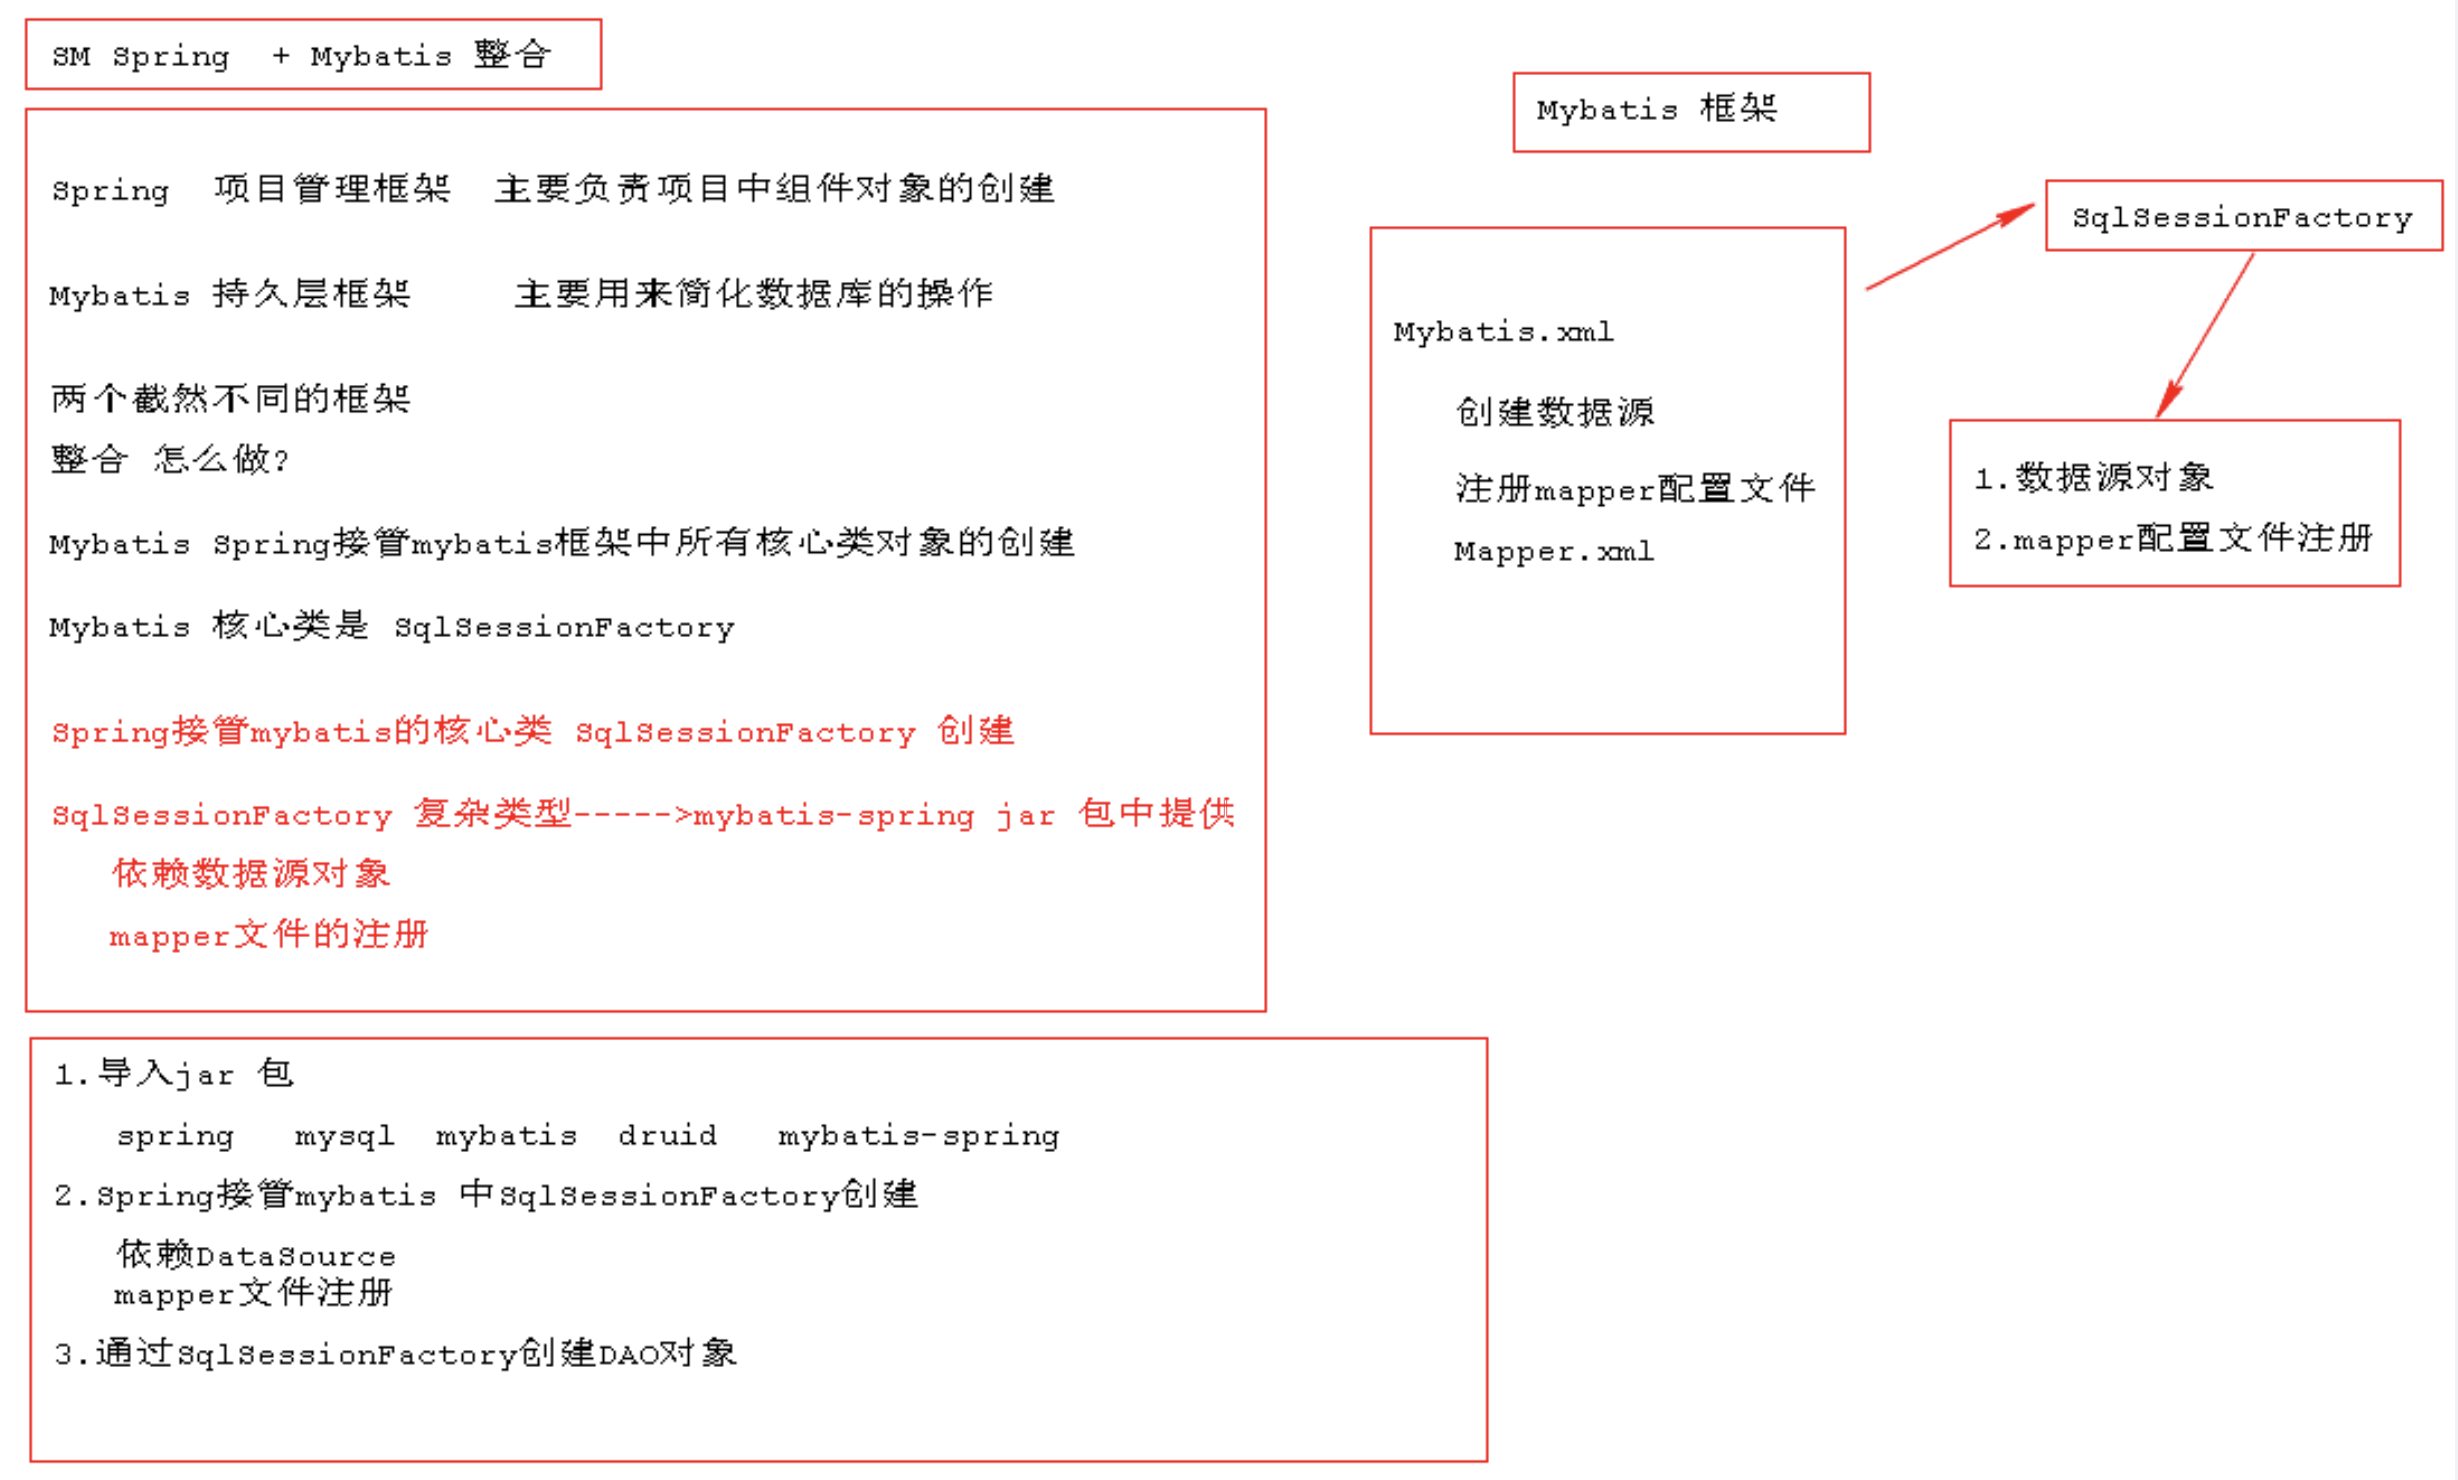 SM Spring + Mybatis 整合
Spring 项目管理框架 主要负责项目中组件对象的创建
Mybatis 持久层框架 主要用来简化数据库的操作
两个截然不同的框架
整合 怎么做?
Mybatis Spring接管mybatis框架中所有核心类对象的创建
Mybatis 核心类是 SqlSessionFactory
Spring接管mybatis的核心类 SqlSessionFactory 创建
SqlSessionFactory 复杂类型----->mybatis-spring jar 包中提供
依赖数据源对象
mapper文件的注册
1.导入jar 包
spring mysql mybatis druid mybatis-spring
2.Spring接管mybatis 中SqlSessionFactory创建
依赖DataSource
mapper文件注册
3.通过SqlSessionFactory创建DAO对象
Mybatis 框架
Mybatis.xml
创建数据源
注册mapper配置文件
Mapper.xml
SqlSessionFactory
1.数据源对象
2.mapper配置文件注册